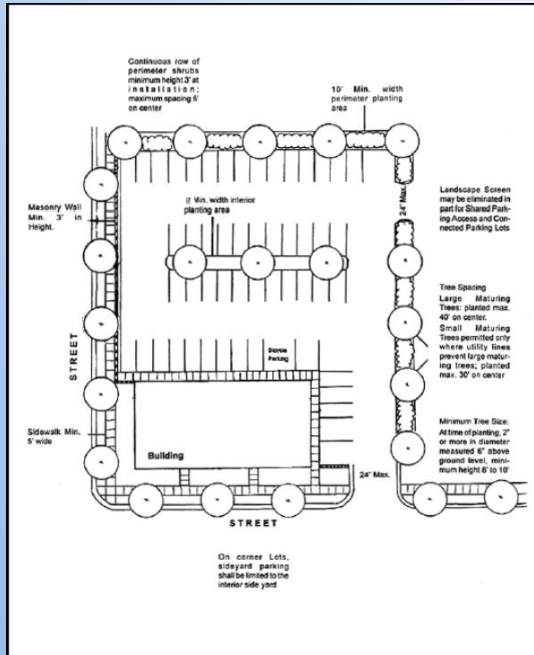 Continuous row of
perimeter shrubs
minimum height 3' at
installation;
maximum spacing 5'
on center
10' Min. width
perimeter planting
area
Masonry Wall
Min. 3' in
Height.
Min. width interior
planting area
24' Max.
Landscape Screen
may be eliminated in
part for Shared Park-
ing Access and Con-
nected Parking Lots
Tree Spacing
Large Maturing
Trees: planted max.
40' on center.
Small Maturing
Trees permitted only
where utility lines
prevent large matur-
ing trees; planted
max. 30' on center
STREET
Bicycle
Parking
Sidewalk Min.
5' wide
Building
24' Max.
Minimum Tree Size:
At time of planting, 2"
or more in diameter
measured 6" above
ground level, mini-
mum height 8' to 10'
STREET
On corner Lots,
sideyard parking
shall be limited to the
interior side yard